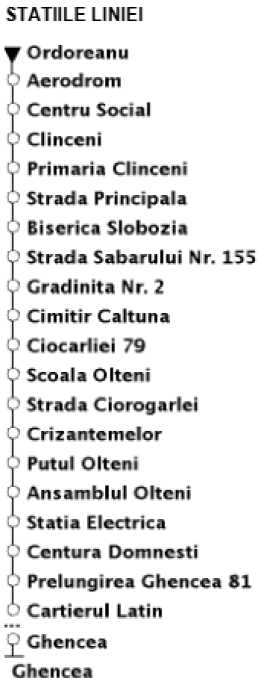 STATIILE LINIEI
Ordoreanu
Aerodrom
Centru Social
Clinceni
Primaria Clinceni
Strada Principala
Biserica Slobozia
Strada Sabarului Nr. 155
Gradinita Nr. 2
Cimitir Caltuna
Ciocarliei 79
Scoala Olteni
Strada Ciorogarlei
Crizantemelor
Putul Olteni
Ansamblul Olteni
Statia Electrica
Centura Domnesti
Prelungirea Ghencea 81
Cartierul Latin
...
Ghencea
Ghencea